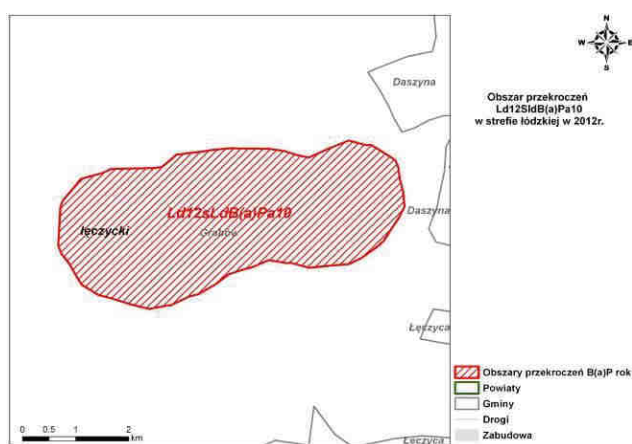 N
W E
S
Obszar przekroczeń
Ld12SldB(a)Pa10
w strefie łódzkiej w 2012r.
Daszyna
Ld12sLdB(a)Pa10
Daszyna
łęczycki
Grabów
Łęczyca
Obszary przekroczeń B(a)P rok
Powiaty
Gminy
Drogi
Zabudowa
0 0.5 1 2
km
Łęczyca